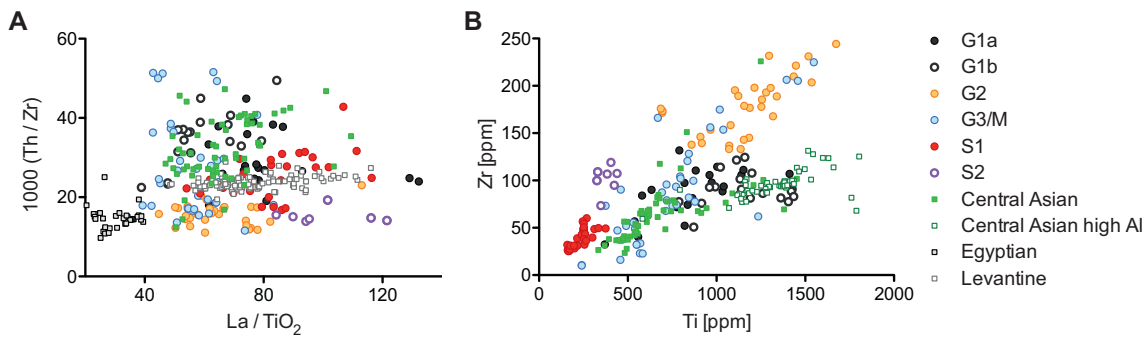 A
1000 (Th / Zr)
60
40
20
0
40
80
120
La / TiO₂
B
Zr [ppm]
250
200
150
100
50
0
0
500
1000
1500
2000
Ti [ppm]
G1a
G1b
G2
G3/M
S1
S2
Central Asian
Central Asian high Al
Egyptian
Levantine